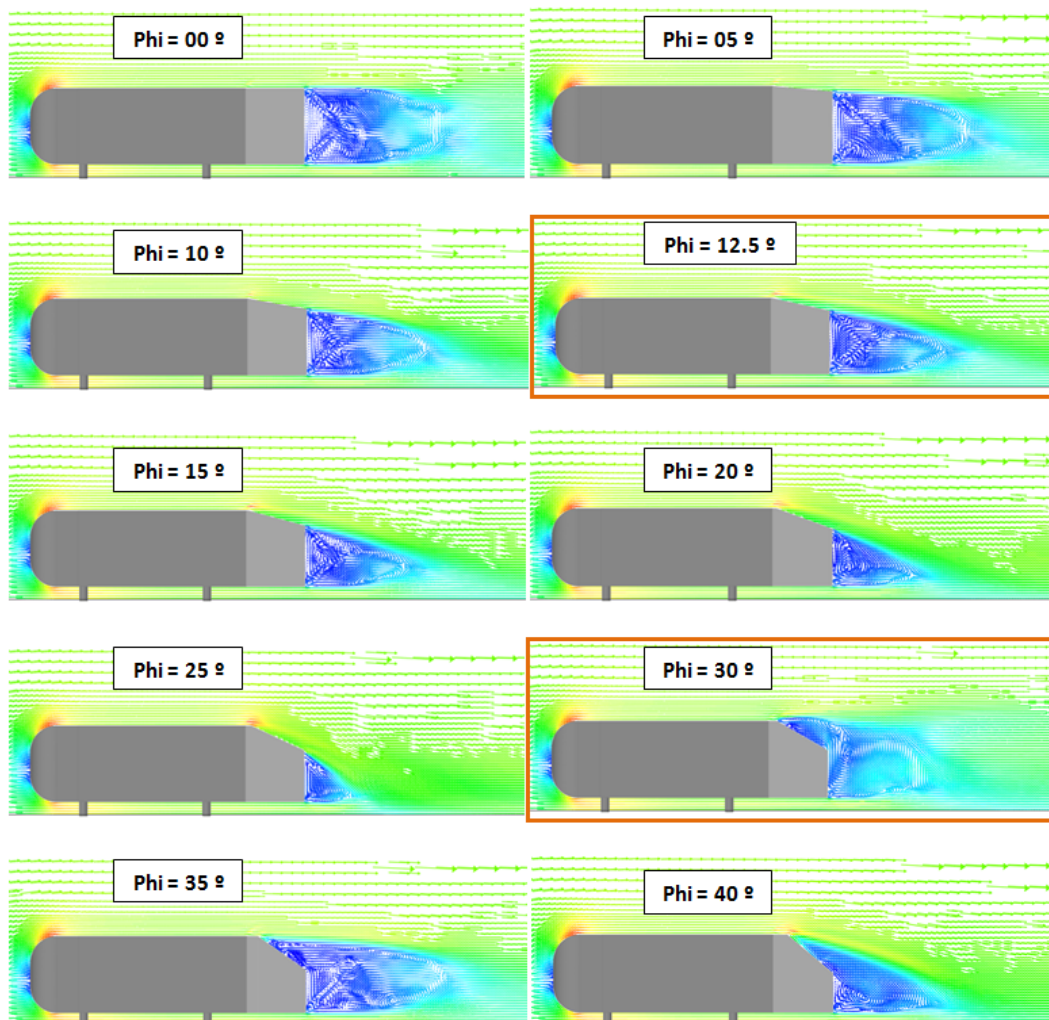 Phi = 00 º
Phi = 05 º
Phi = 10 º
Phi = 12.5 º
Phi = 15 º
Phi = 20 º
Phi = 25 º
Phi = 30 º
Phi = 35 º
Phi = 40 º